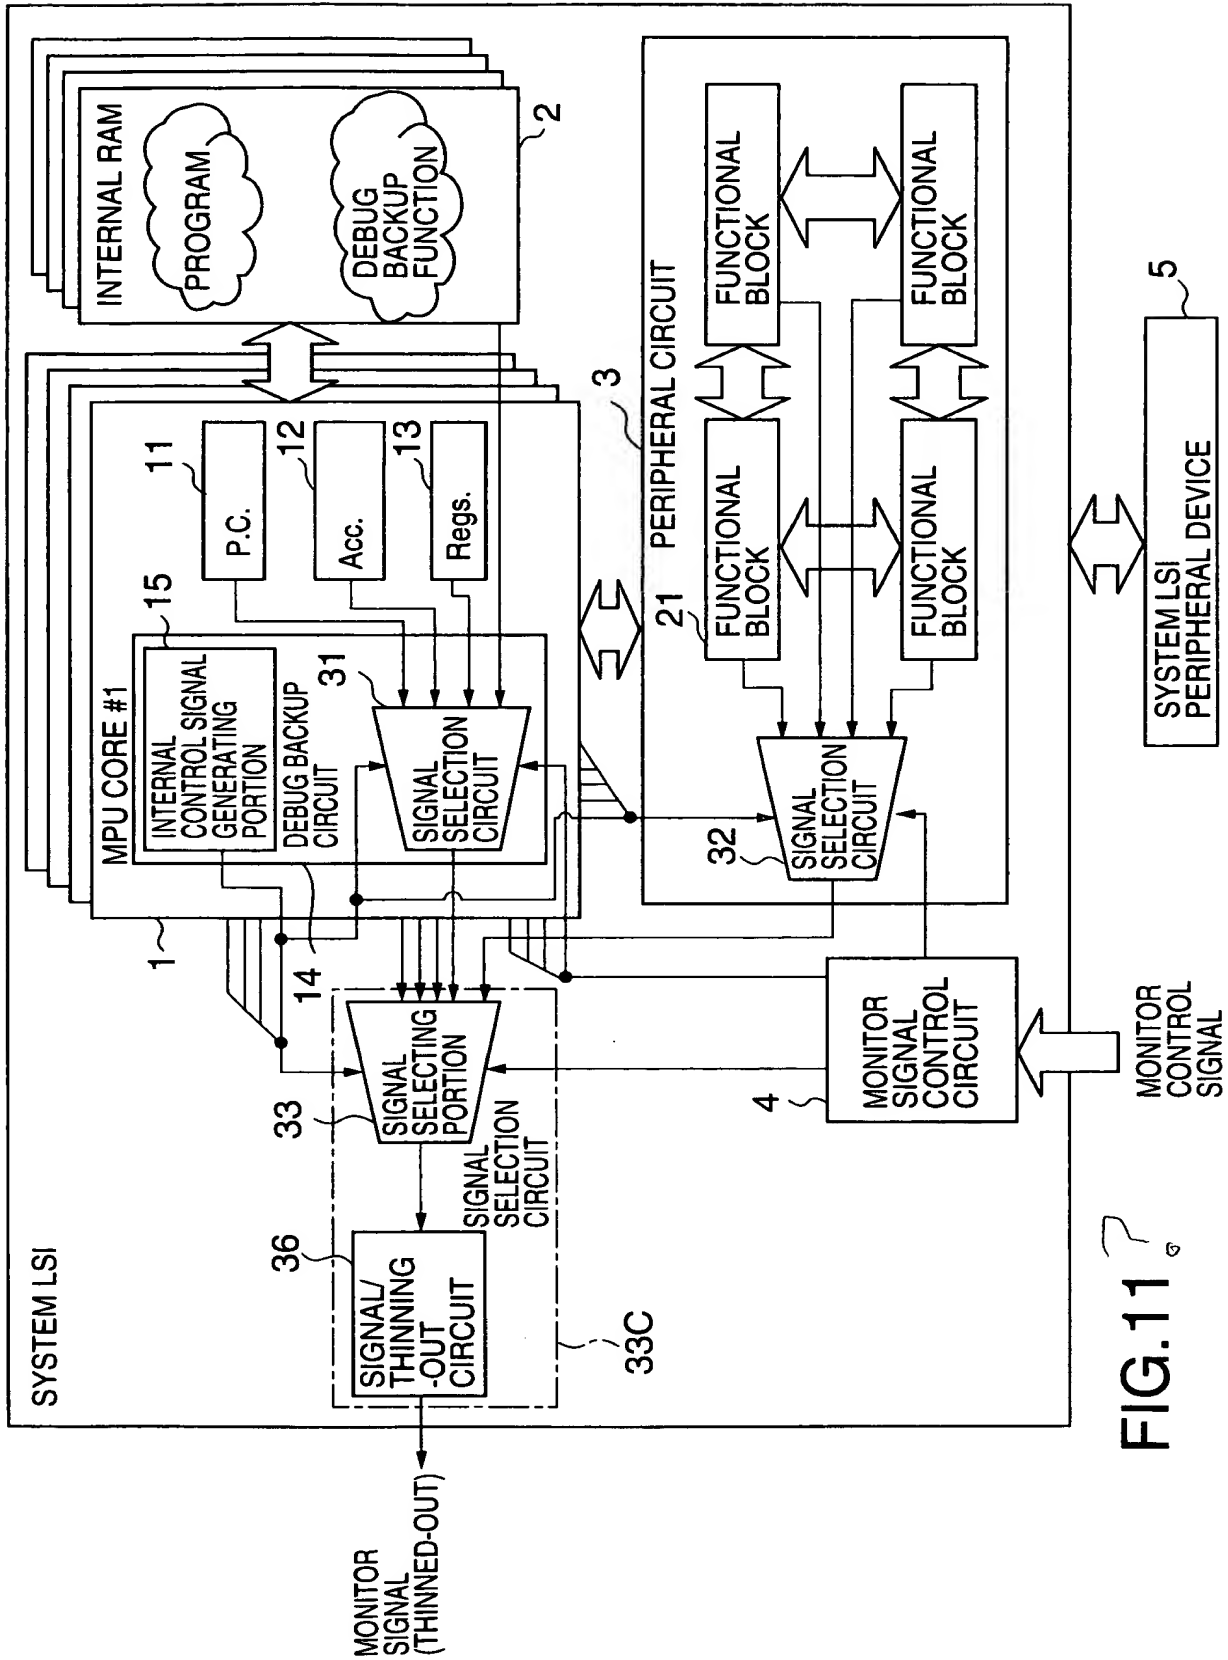 SYSTEM LSI
INTERNAL RAM
PROGRAM
DEBUG
BACKUP
FUNCTION
2
MPU CORE #1
INTERNAL
CONTROL SIGNAL
GENERATING
PORTION
15
DEBUG BACKUP
CIRCUIT
14
1
P.C.
11
Acc.
12
Regs.
13
SIGNAL
SELECTION
CIRCUIT
31
SIGNAL
SELECTING
PORTION
33
SIGNAL
SELECTION
CIRCUIT
SIGNAL/
THINNING
-OUT
CIRCUIT
36
33C
MONITOR
SIGNAL
(THINNED-OUT)
3
PERIPHERAL CIRCUIT
FUNCTIONAL
BLOCK
21
FUNCTIONAL
BLOCK
FUNCTIONAL
BLOCK
FUNCTIONAL
BLOCK
SIGNAL
SELECTION
CIRCUIT
32
MONITOR
SIGNAL
CONTROL
CIRCUIT
4
MONITOR
CONTROL
SIGNAL
SYSTEM LSI
PERIPHERAL DEVICE
5
FIG.11 ?